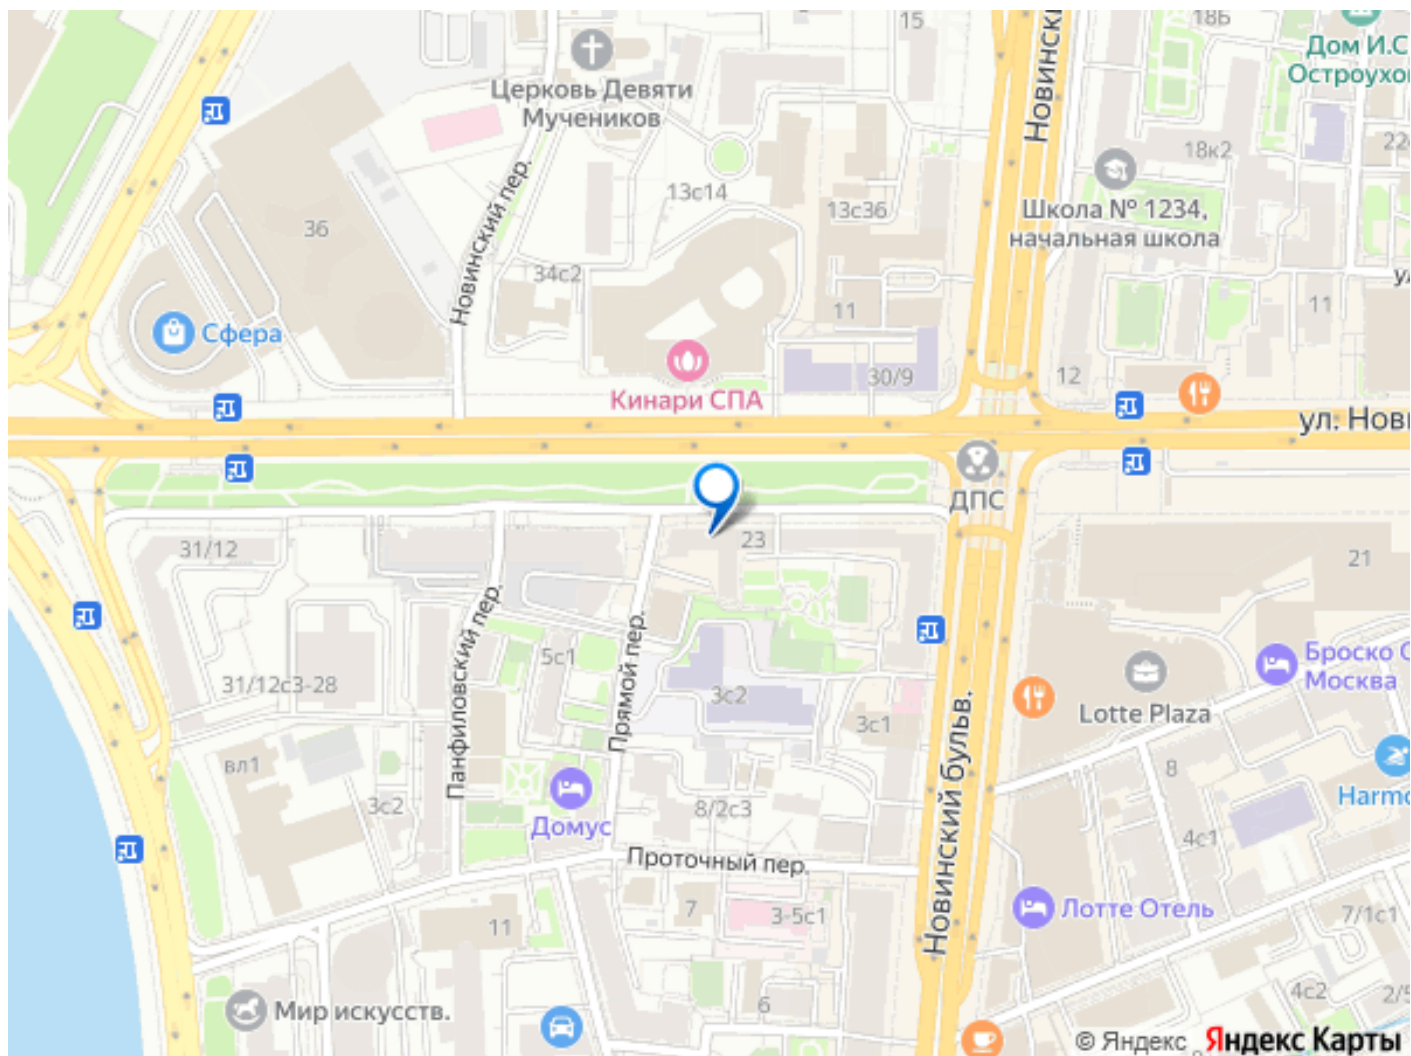 15
18Б
Новинск
Дом И.С
Остроухо
Церковь Девяти
Мучеников
18к2
22
13с14
13с36
Школа № 1234,
начальная школа
36
Новинский пер.
34с2
ул
11
11
Сфера
30/9
12
Кинари СПА
ул. Нов
ДПС
31/12
23
21
Панфиловский пер.
Прямой пер.
5с1
31/12с3-28
3с2
3с1
Броско
Москва
Lotte Plaza
Новинский бульв.
вл1
8
3с2
Домус
8/2с3
Harmo
4с1
Проточный пер.
7
3-5с1
Лотте Отель
7/1с1
11
Мир искусств.
6
4с2
2/5
© Яндекс Яндекс Карты